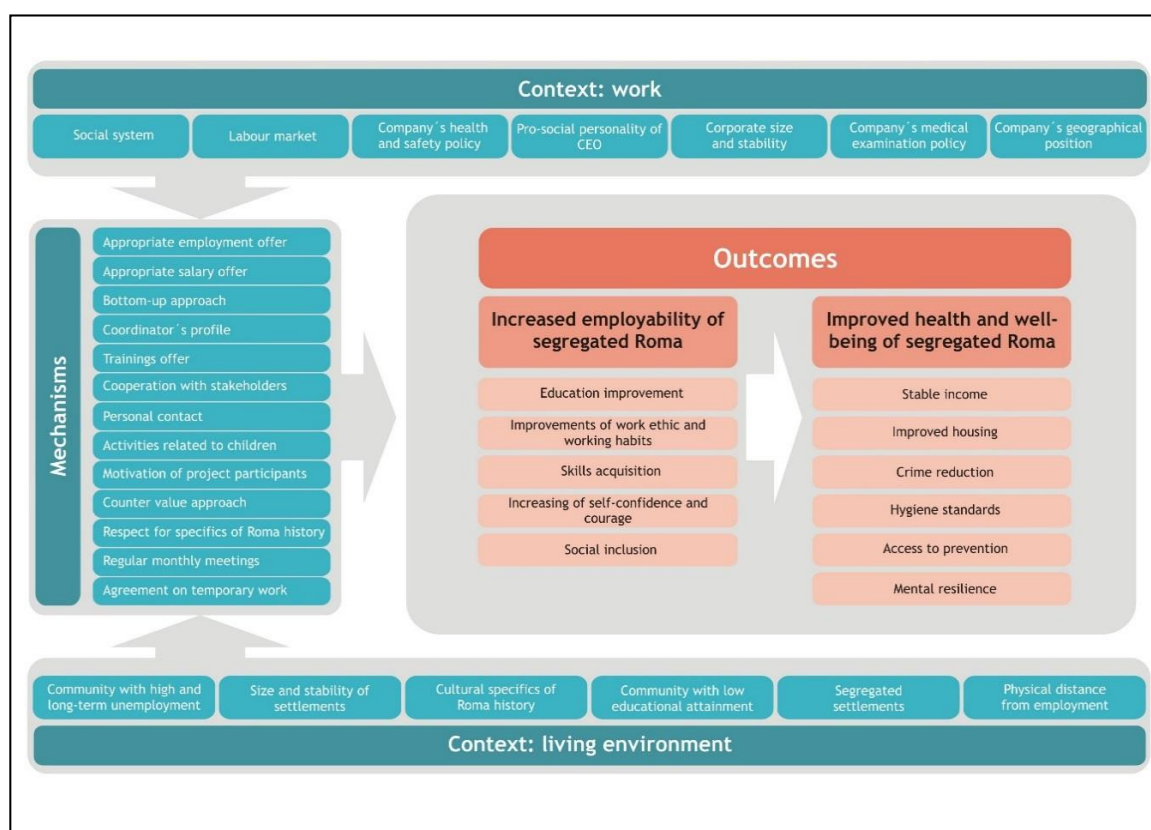 Context: work
Social system
Labour market
Company´s health
and safety policy
Pro-social personality of
CEO
Corporate size
and stability
Company´s medical
examination policy
Company´s geographical
position
Mechanisms
Appropriate employment offer
Appropriate salary offer
Bottom-up approach
Coordinator´s profile
Trainings offer
Cooperation with stakeholders
Personal contact
Activities related to children
Motivation of project participants
Counter value approach
Respect for specifics of Roma history
Regular monthly meetings
Agreement on temporary work
Outcomes
Increased employability of
segregated Roma
Education improvement
Improvements of work ethic and
working habits
Skills acquisition
Increasing of self-confidence and
courage
Social inclusion
Improved health and well-
being of segregated Roma
Stable income
Improved housing
Crime reduction
Hygiene standards
Access to prevention
Mental resilience
Community with high and
long-term unemployment
Size and stability of
settlements
Cultural specifics of
Roma history
Community with low
educational attainment
Segregated
settlements
Physical distance
from employment
Context: living environment